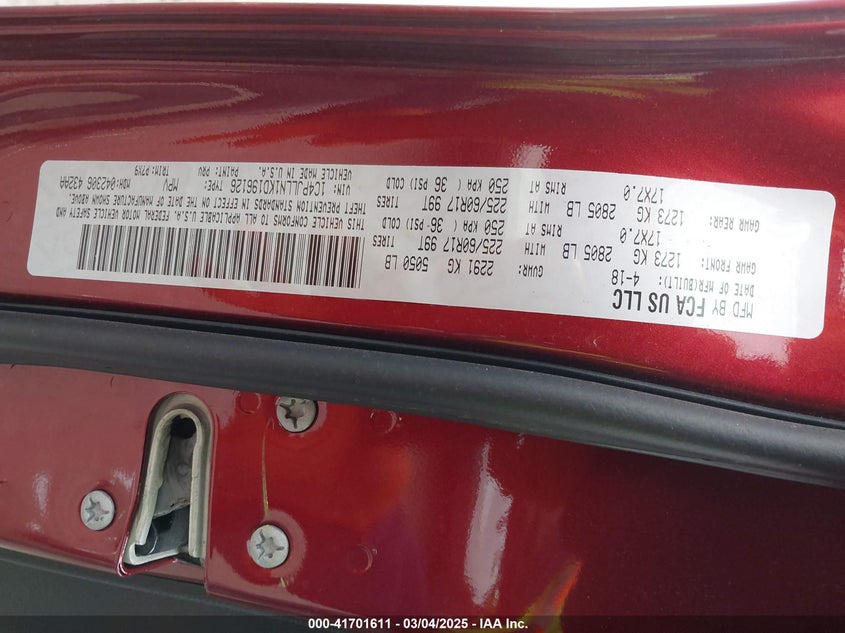 MFD BY FCA US LLC
DATE OF MFR(BUILT): 4-18
GVWR: 2291 KG 5050 LB
GAWR FRONT: 1273 KG 2805 LB WITH 225/60R17 99T TIRES
17X7.0 RIMS AT 250 KPA ( 36 PSI) COLD
GAWR REAR: 1273 KG 2805 LB WITH 225/60R17 99T TIRES
17X7.0 RIMS AT 250 KPA ( 36 PSI) COLD
THIS VEHICLE CONFORMS TO ALL APPLICABLE U.S.A. FEDERAL MOTOR VEHICLE SAFETY AND
THEFT PREVENTION STANDARDS IN EFFECT ON THE DATE OF MANUFACTURE SHOWN ABOVE.
VIN: 1C4PJLLN1KD196126 TYPE: MPV MDH:042306 432AA
VEHICLE MADE IN U.S.A. PAINT: PRV TRIM:P7X9
000-41701611 - 03/04/2025 - IAA Inc.